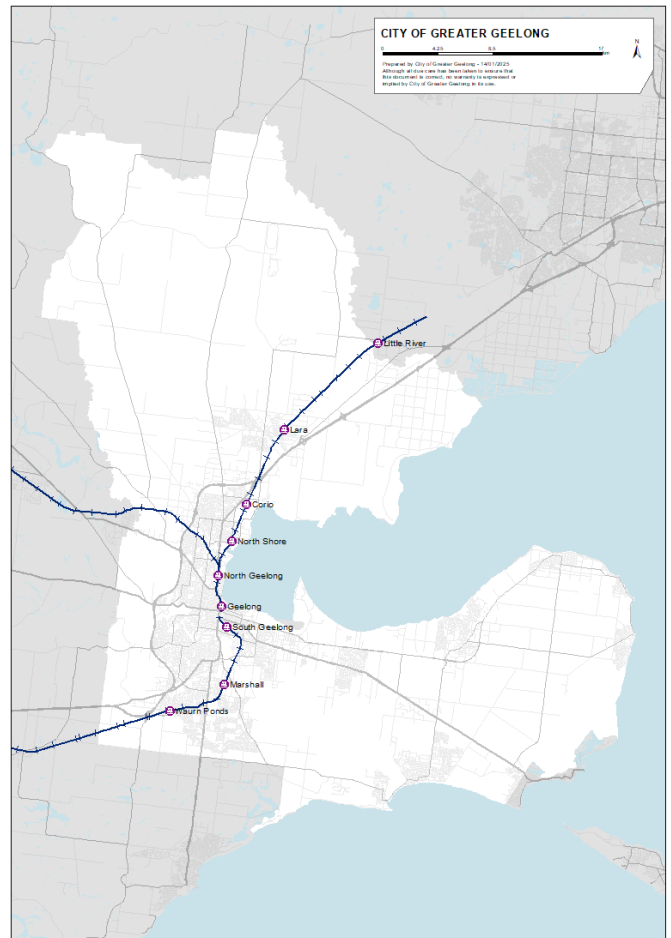 CITY OF GREATER GEELONG
N
0 4.25 8.5 17
km
Prepared by City of Greater Geelong - 14/01/2025
Although all due care has been taken to ensure that
this document is correct, no warranty is expressed or
implied by City of Greater Geelong in its use.
Little River
Lara
Corio
North Shore
North Geelong
Geelong
South Geelong
Marshall
Waurn Ponds